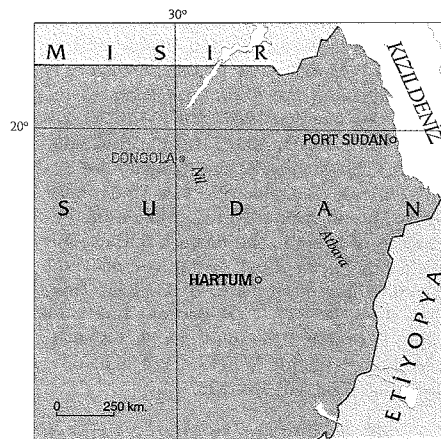 30°
M I S I R
KIZILDENİZ
20°
PORT SUDAN
DONGOLA
Nil
S U D A N
Atbara
HARTUM
ETİYOPYA
0 250 km.